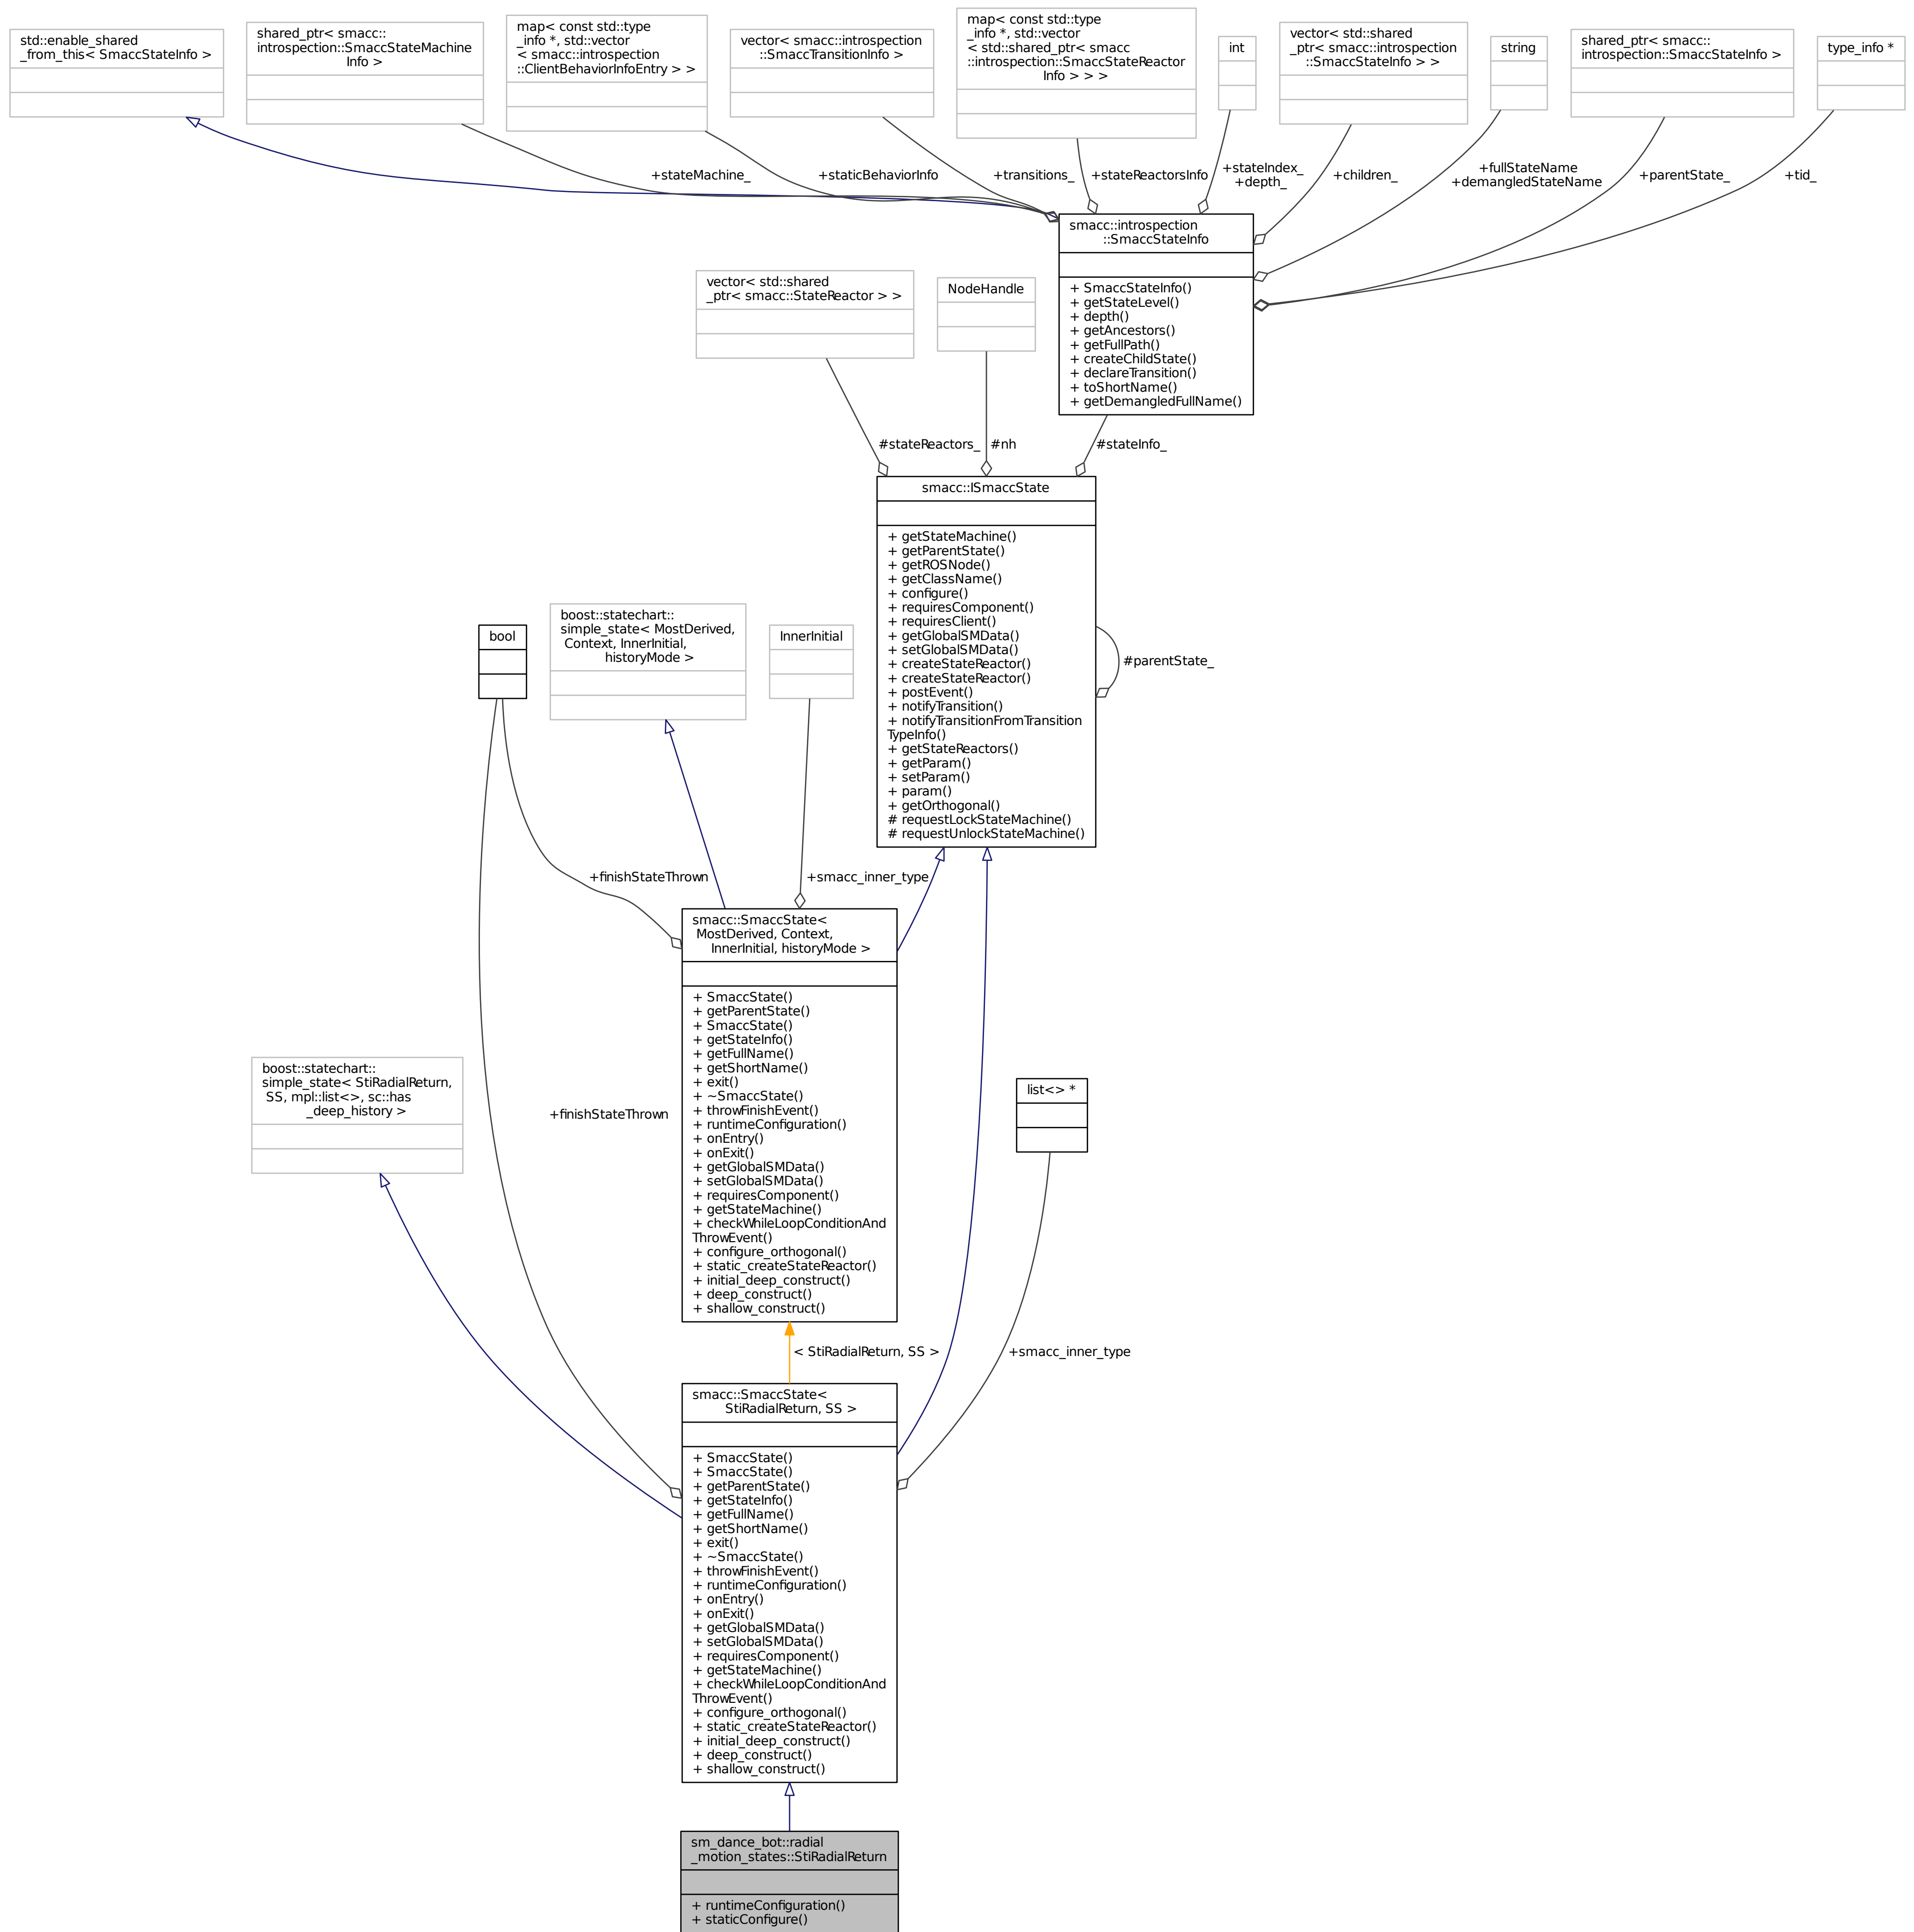 std::enable_shared
_from_this< SmaccStateInfo >
shared_ptr< smacc::
introspection::SmaccStateMachine
Info >
map< const std::type
_info *, std::vector
< smacc::introspection
::ClientBehaviorInfoEntry > >
vector< smacc::introspection
::SmaccTransitionInfo >
map< const std::type
_info *, std::vector
< std::shared_ptr< smacc
::introspection::SmaccStateReactor
Info > > >
int
vector< std::shared
_ptr< smacc::introspection
::SmaccStateInfo > >
string
shared_ptr< smacc::
introspection::SmaccStateInfo >
type_info *
+stateMachine_
+staticBehaviorInfo
+transitions_
+stateReactorsInfo
+stateIndex_
+depth_
+children_
+fullStateName
+demangledStateName
+parentState_
+tid_
smacc::introspection
::SmaccStateInfo
+ SmaccStateInfo()
+ getStateLevel()
+ depth()
+ getAncestors()
+ getFullPath()
+ createChildState()
+ declareTransition()
+ toShortName()
+ getDemangledFullName()
vector< std::shared
_ptr< smacc::StateReactor > >
NodeHandle
#stateReactors_
#nh
#stateInfo_
smacc::ISmaccState
+ getStateMachine()
+ getParentState()
+ getROSNode()
+ getClassName()
+ configure()
+ requiresComponent()
+ requiresClient()
+ getGlobalSMData()
+ setGlobalSMData()
+ createStateReactor()
+ createStateReactor()
+ postEvent()
+ notifyTransition()
+ notifyTransitionFromTransition
TypeInfo()
+ getStateReactors()
+ getParam()
+ setParam()
+ param()
+ getOrthogonal()
# requestLockStateMachine()
# requestUnlockStateMachine()
#parentState_
bool
boost::statechart::
simple_state< MostDerived,
Context, InnerInitial,
historyMode >
InnerInitial
+finishStateThrown
+smacc_inner_type
smacc::SmaccState<
MostDerived, Context,
InnerInitial, historyMode >
+ SmaccState()
+ getParentState()
+ SmaccState()
+ getStateInfo()
+ getFullName()
+ getShortName()
+ exit()
+ ~SmaccState()
+ throwFinishEvent()
+ runtimeConfiguration()
+ onEntry()
+ onExit()
+ getGlobalSMData()
+ setGlobalSMData()
+ requiresComponent()
+ getStateMachine()
+ checkWhileLoopConditionAnd
ThrowEvent()
+ configure_orthogonal()
+ static_createStateReactor()
+ initial_deep_construct()
+ deep_construct()
+ shallow_construct()
boost::statechart::
simple_state< StiRadialReturn,
SS, mpl::list<>, sc::has
_deep_history >
+finishStateThrown
list<> *
< StiRadialReturn, SS >
+smacc_inner_type
smacc::SmaccState<
StiRadialReturn, SS >
+ SmaccState()
+ SmaccState()
+ getParentState()
+ getStateInfo()
+ getFullName()
+ getShortName()
+ exit()
+ ~SmaccState()
+ throwFinishEvent()
+ runtimeConfiguration()
+ onEntry()
+ onExit()
+ getGlobalSMData()
+ setGlobalSMData()
+ requiresComponent()
+ getStateMachine()
+ checkWhileLoopConditionAnd
ThrowEvent()
+ configure_orthogonal()
+ static_createStateReactor()
+ initial_deep_construct()
+ deep_construct()
+ shallow_construct()
sm_dance_bot::radial
_motion_states::StiRadialReturn
+ runtimeConfiguration()
+ staticConfigure()